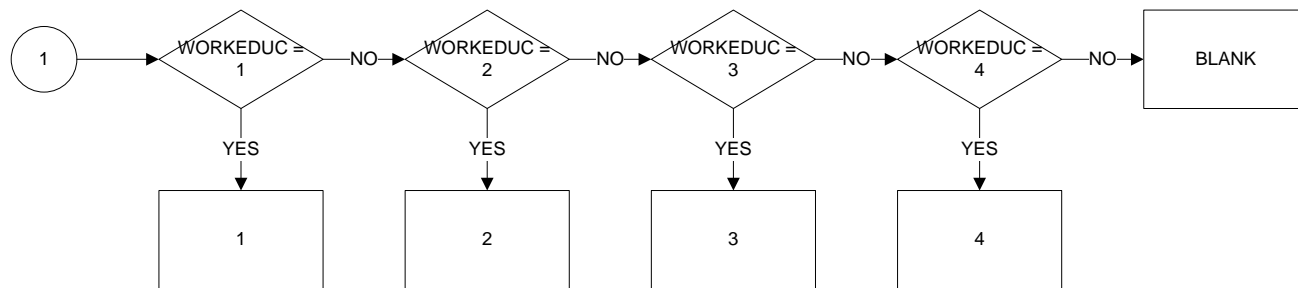 1
WORKEDUC =
1
NO
WORKEDUC =
2
NO
WORKEDUC =
3
NO
WORKEDUC =
4
NO
BLANK
YES
YES
YES
YES
1
2
3
4